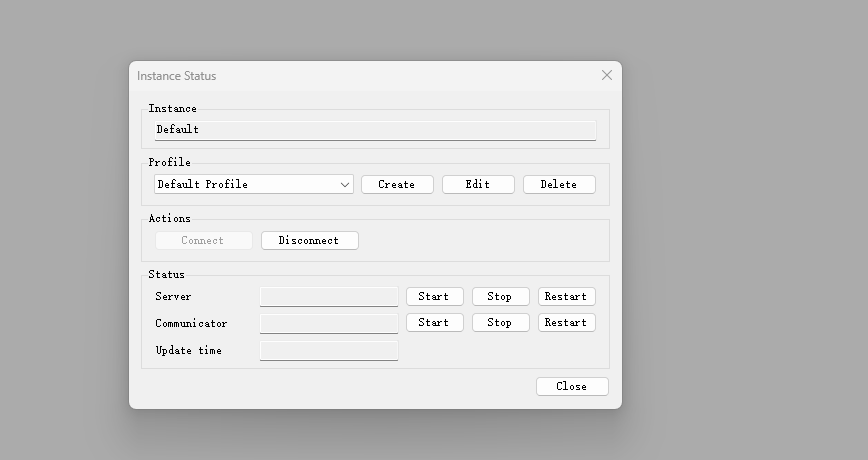 Instance Status
Instance
Default
Profile
Default Profile Create Edit Delete
Actions
Connect Disconnect
Status
Server Start Stop Restart
Communicator Start Stop Restart
Update time
Close